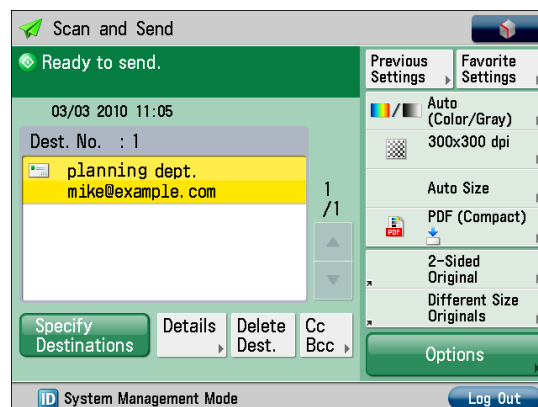 Scan and Send
Ready to send.
03/03 2010 11:05
Dest. No. : 1
planning dept.
mike@example.com
1
/1
Specify
Destinations
Details
Delete
Dest.
Cc
Bcc
Previous
Settings
Favorite
Settings
Auto
(Color/Gray)
300x300 dpi
Auto Size
PDF
PDF (Compact)
2-Sided
Original
Different Size
Originals
Options
ID System Management Mode
Log Out